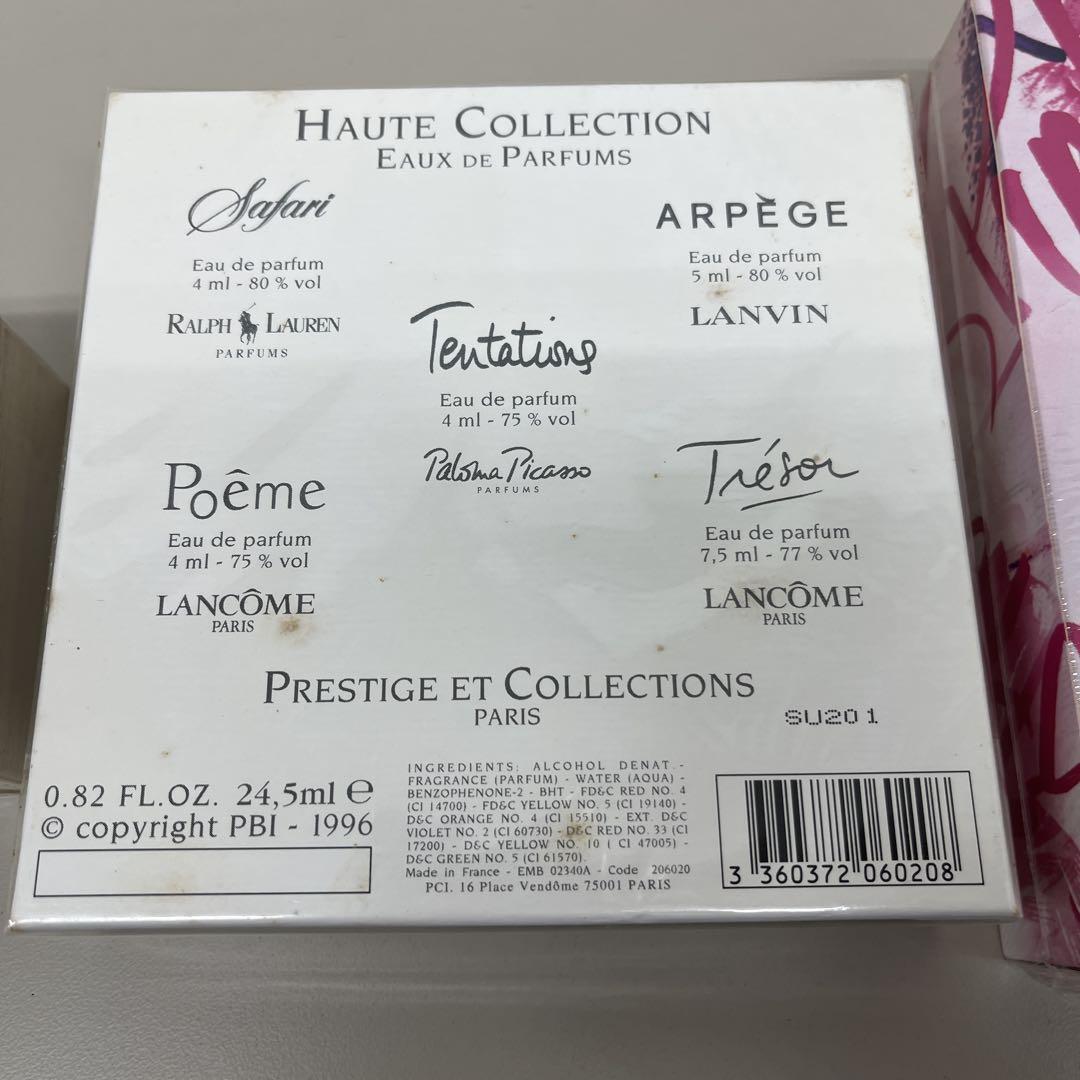 HAUTE COLLECTION
EAUX DE PARFUMS
Safari
Eau de parfum
4 ml - 80 % vol
RALPH LAUREN
PARFUMS
ARPÈGE
Eau de parfum
5 ml - 80 % vol
LANVIN
Tentations
Eau de parfum
4 ml - 75 % vol
Paloma Picasso
PARFUMS
Poême
Eau de parfum
4 ml - 75 % vol
LANCÔME
PARIS
Trésor
Eau de parfum
7,5 ml - 77 % vol
LANCÔME
PARIS
PRESTIGE ET COLLECTIONS
PARIS
SU201
0.82 FL.OZ. 24,5ml e
© copyright PBI - 1996
INGREDIENTS: ALCOHOL DENAT.-
FRAGRANCE (PARFUM) - WATER (AQUA) -
BENZOPHENONE-2 - BHT - FD&C RED NO. 4
(CI 14700) - FD&C YELLOW NO. 5 (CI 19140) -
D&C ORANGE NO. 4 (CI 15510) - EXT. D&C
VIOLET NO. 2 (CI 60730) - D&C RED NO. 33 (CI
17200) - D&C YELLOW NO. 10 ( CI 47005) -
D&C GREEN NO. 5 (CI 61570).
Made in France - EMB 02340A - Code 206020
PCI. 16 Place Vendôme 75001 PARIS
3 360372 060208